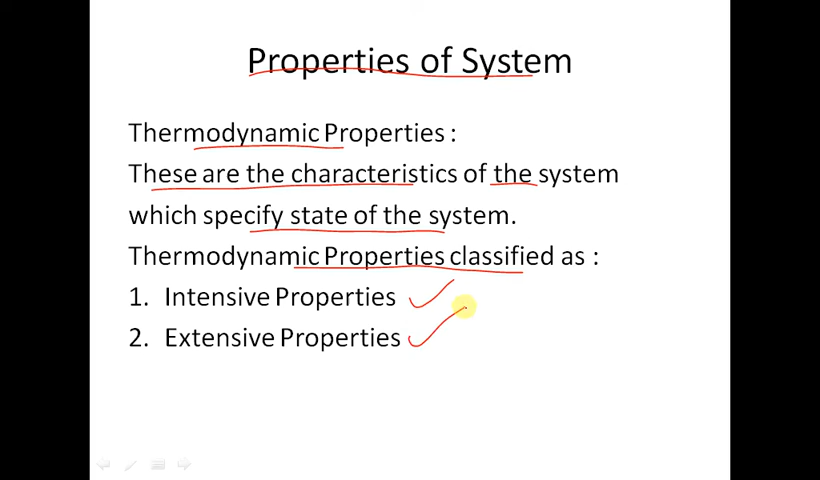 Properties of System
Thermodynamic Properties :
These are the characteristics of the system
which specify state of the system.
Thermodynamic Properties classified as :
1. Intensive Properties
2. Extensive Properties